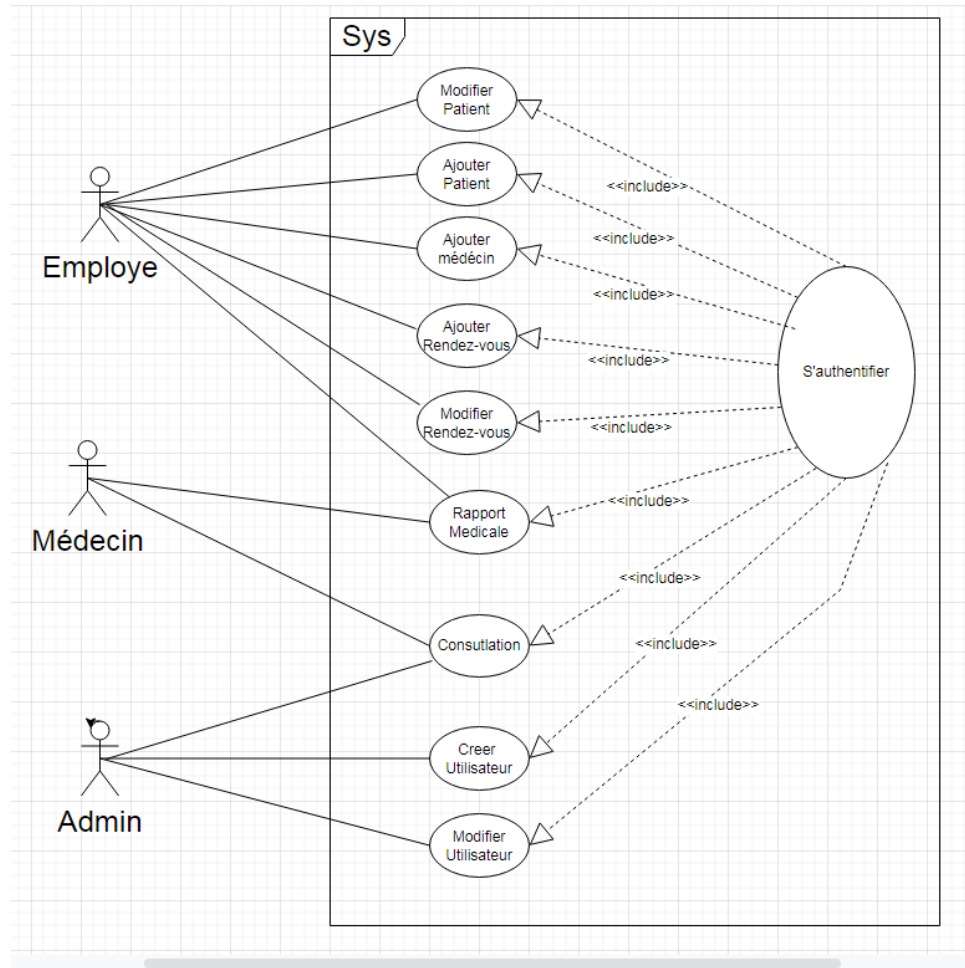 Sys
Modifier
Patient
<<include>>
Ajouter
Patient
<<include>>
Employe
Ajouter
médécin
<<include>>
Ajouter
Rendez-vous
<<include>>
S'authentifier
Modifier
Rendez-vous
<<include>>
Médecin
Rapport
Medicale
<<include>>
<<include>>
Consutlation
<<include>>
<<include>>
Admin
Creer
Utilisateur
Modifier
Utilisateur